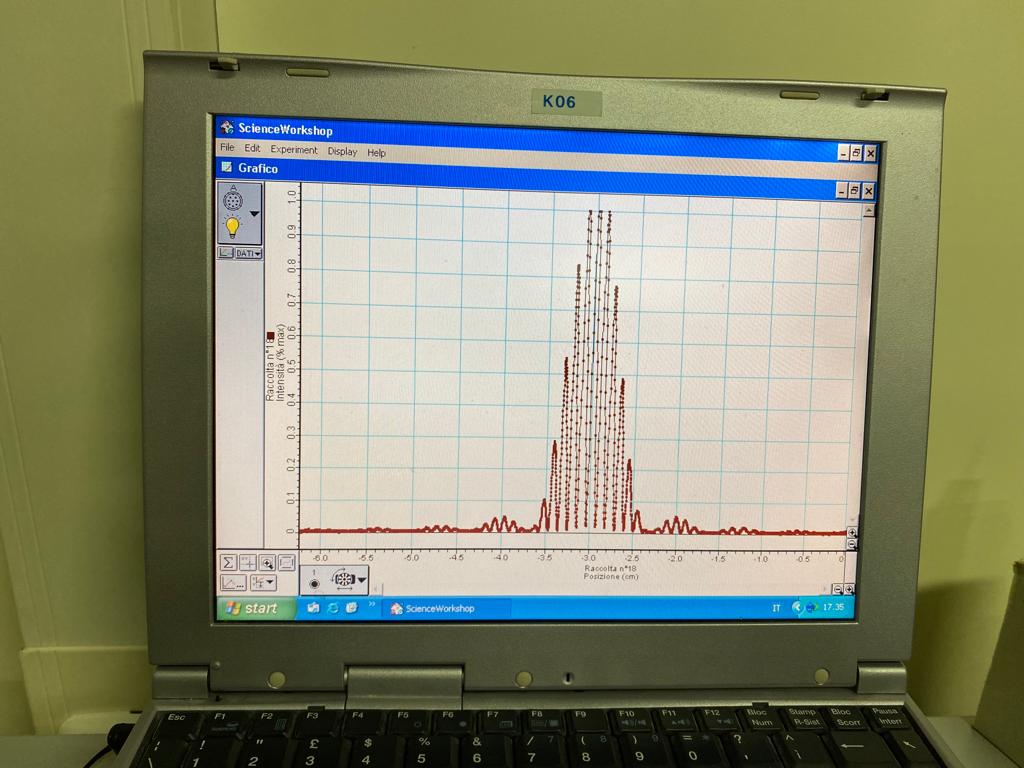 K06
ScienceWorkshop
File Edit Experiment Display Help
Grafico
A
DATI
1.0
0.9
0.8
0.7
0.6
0.5
0.4
0.3
0.2
0.1
0
Raccolta n°18
Intensità (% max)
-6.0 -5.5 -5.0 -4.5 -4.0 -3.5 -3.0 -2.5 -2.0 -1.5 -1.0 -0.5 0
Raccolta n°18
Posizione (cm)
1
start ScienceWorkshop IT 17.35
Esc F1 F2 F3 F4 F5 F6 F7 F8 F9 F10 F11 F12 Bloc Num Stamp R-Sist Bloc Scorr Pausa Interr
\ ! " £ $ % & / ( ) = ? ^
1 2 3 4 5 6 7 8 9 0 '